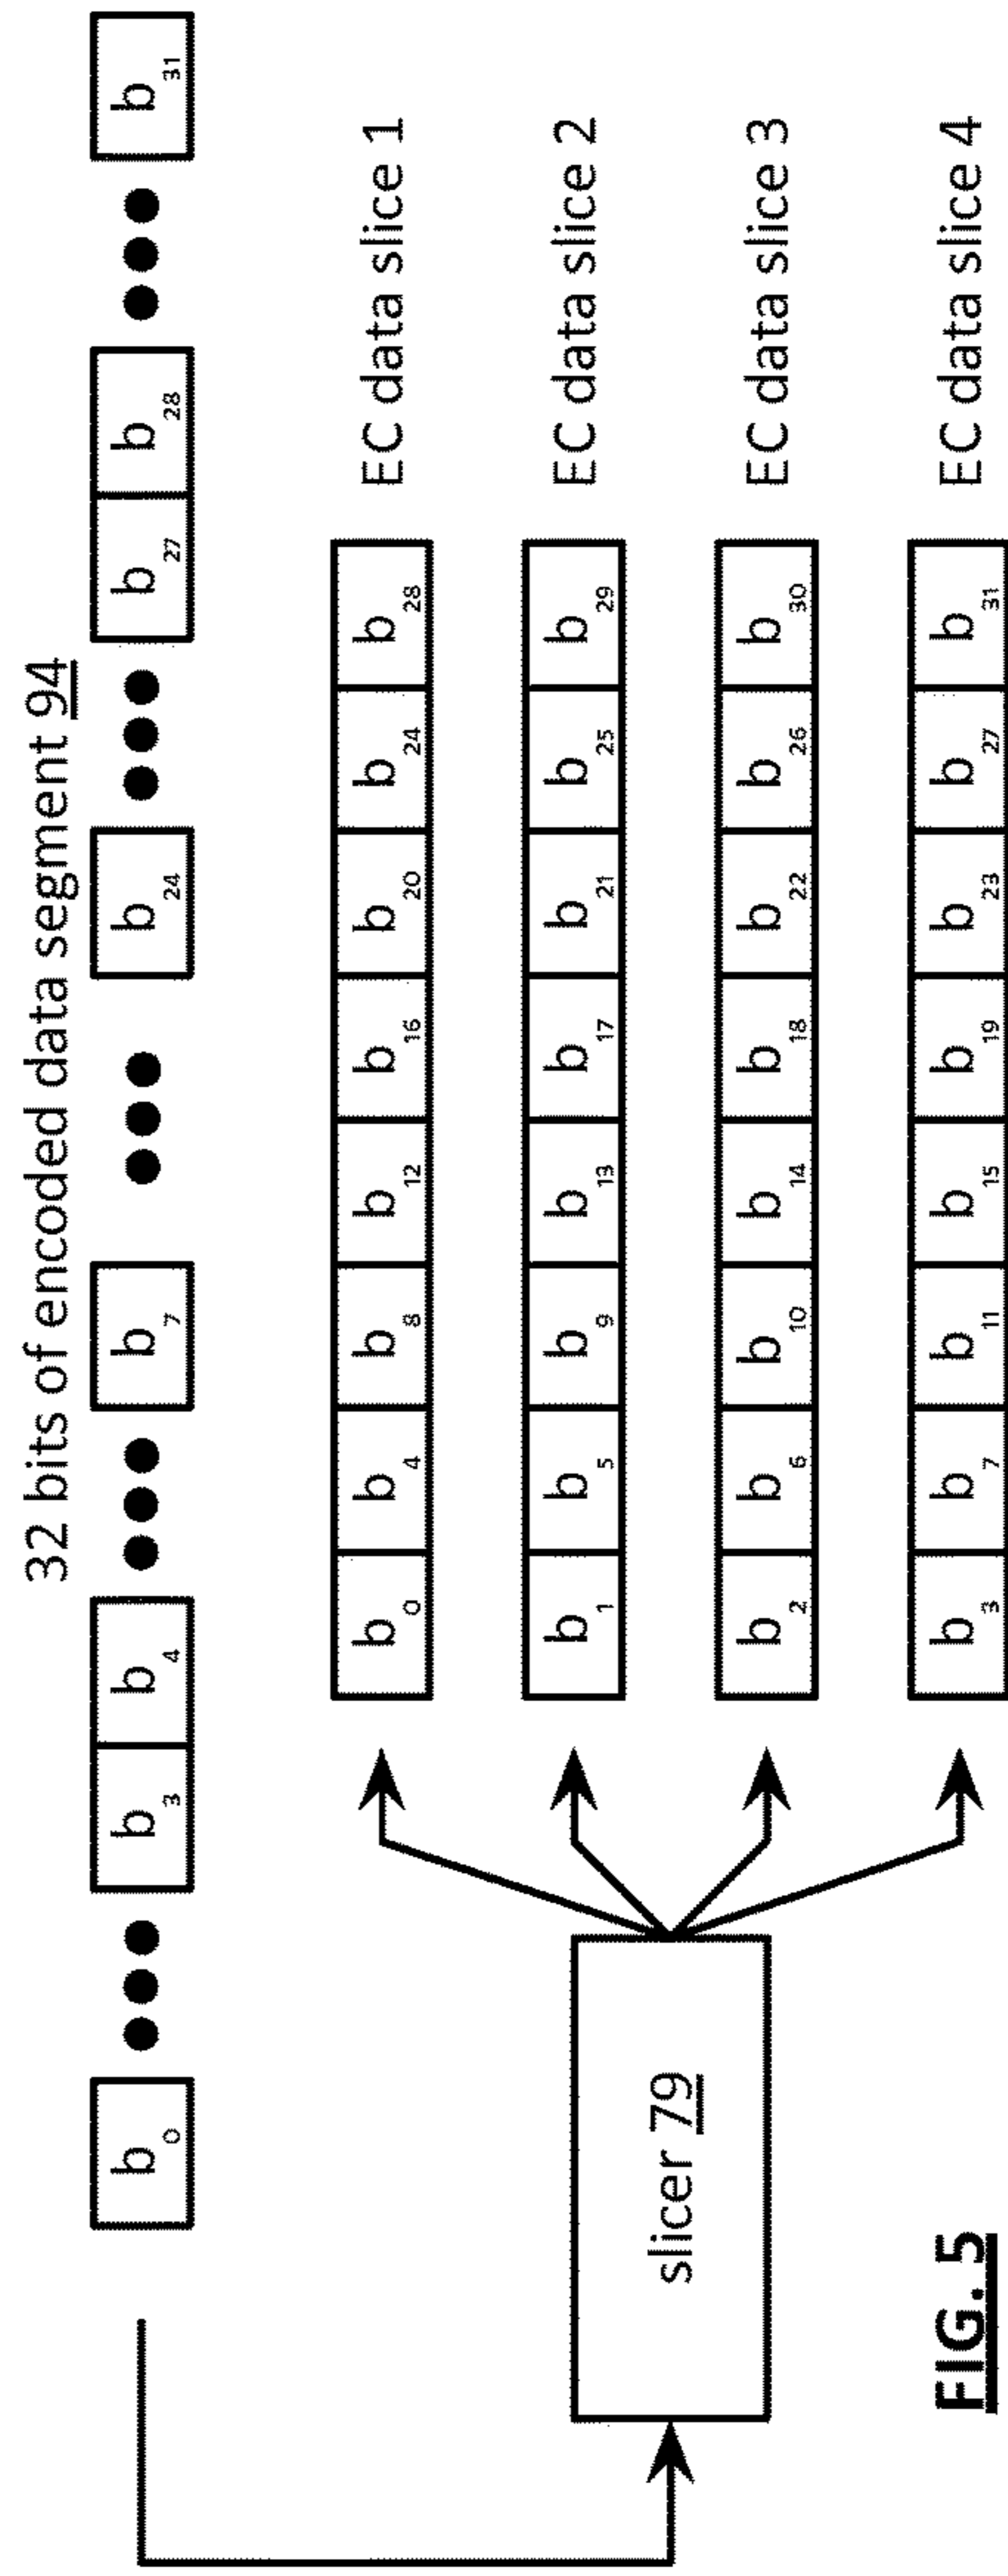 32 bits of encoded data segment 94
b0 ••• b3 b4 ••• b7 ••• b24 ••• b27 b28 ••• b31
b0 b4 b8 b12 b16 b20 b24 b28 EC data slice 1
b1 b5 b9 b13 b17 b21 b25 b29 EC data slice 2
slicer 79
b2 b6 b10 b14 b18 b22 b26 b30 EC data slice 3
b3 b7 b11 b15 b19 b23 b27 b31 EC data slice 4
FIG. 5